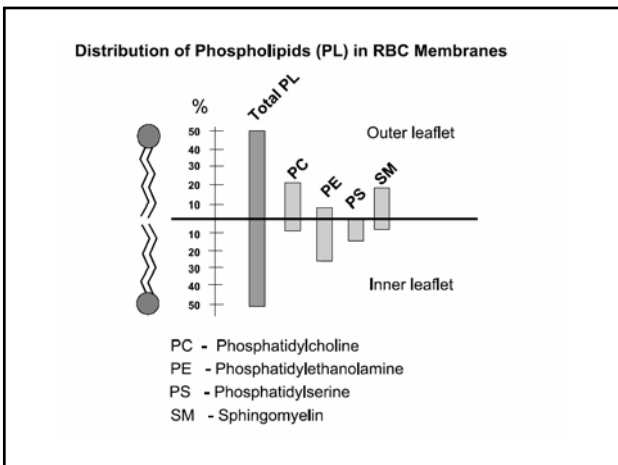 Distribution of Phospholipids (PL) in RBC Membranes
%
Total PL
Outer leaflet
50
40
30
20
10
PC
PE
PS
SM
10
20
30
40
50
Inner leaflet
PC - Phosphatidylcholine
PE - Phosphatidylethanolamine
PS - Phosphatidylserine
SM - Sphingomyelin